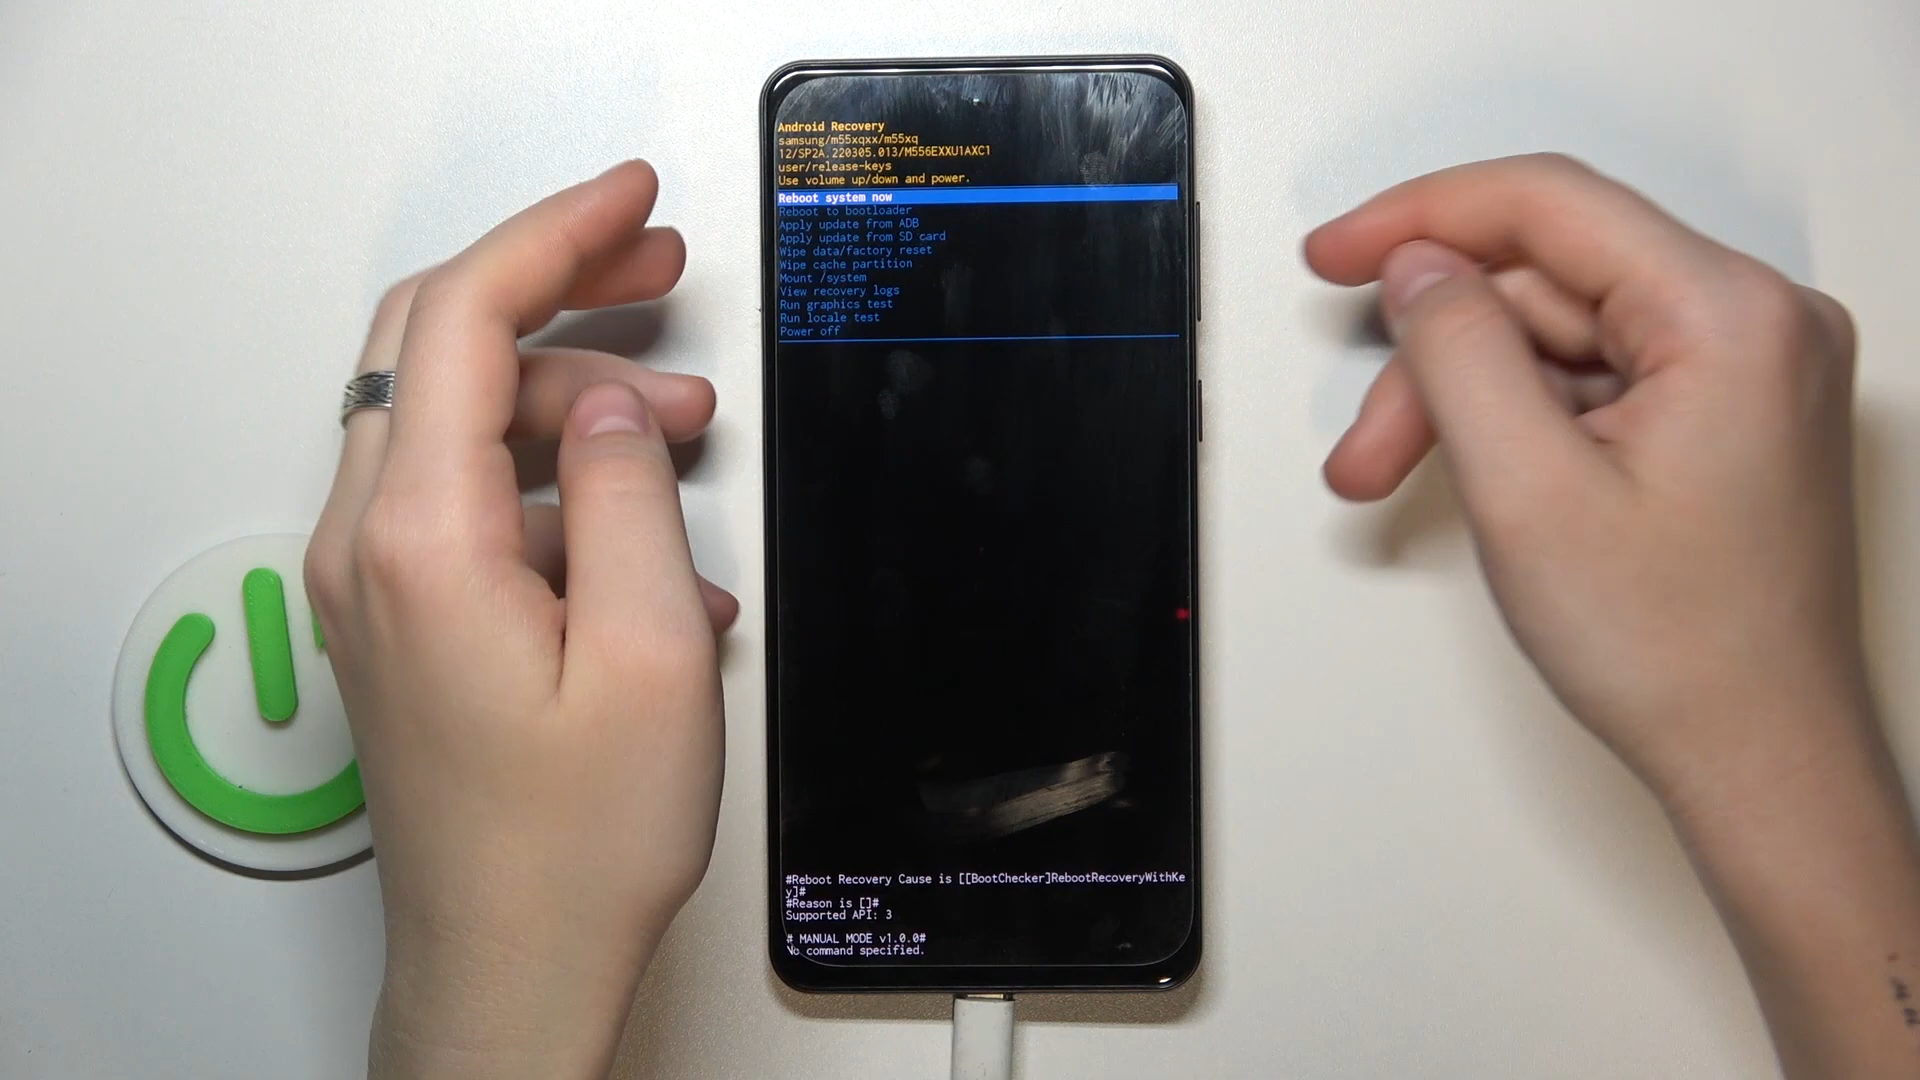 Android Recovery
samsung/m55xqxx/m55xq
12/SP2A.220305.013/M556EXXU1AXC1
user/release-keys
Use volume up/down and power.
Reboot system now
Reboot to bootloader
Apply update from ADB
Apply update from SD card
Wipe data/factory reset
Wipe cache partition
Mount /system
View recovery logs
Run graphics test
Run locale test
Power off
#Reboot Recovery Cause is [[BootChecker]RebootRecoveryWithKe
y]#
#Reason is []#
Supported API: 3
# MANUAL MODE v1.0.0#
No command specified.